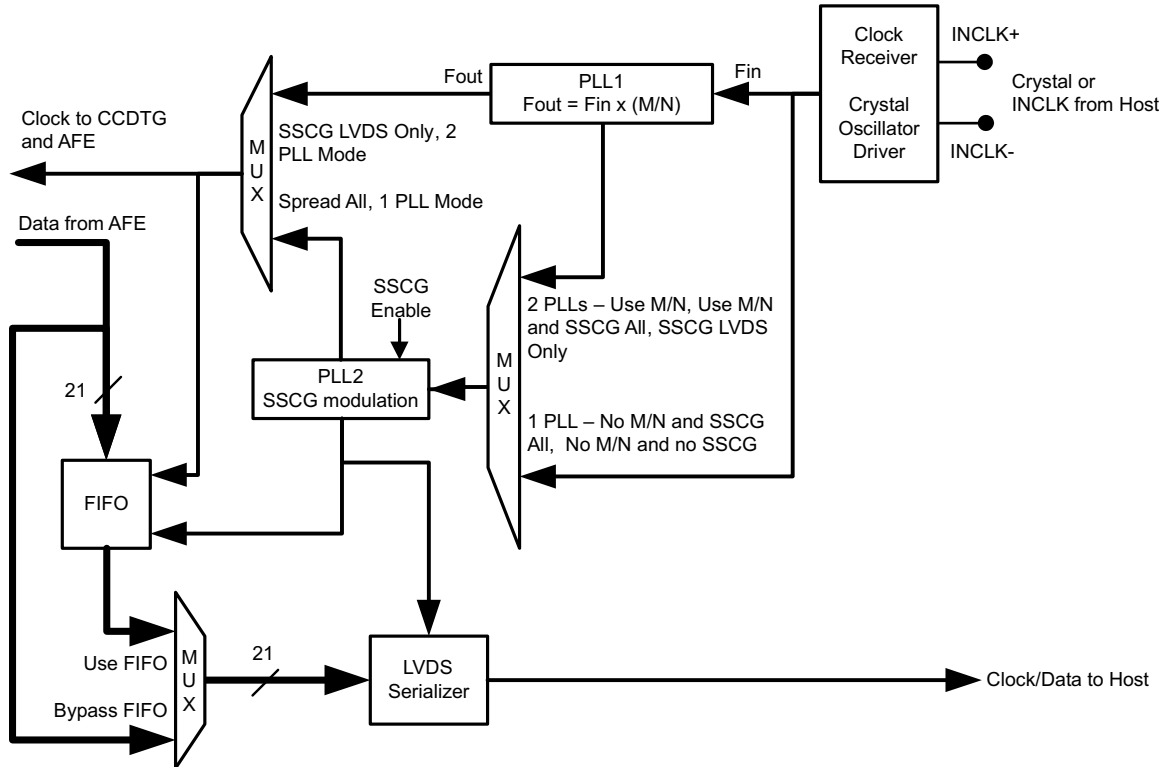 Clock
Receiver
Crystal
Oscillator
Driver
INCLK+
Crystal or
INCLK from Host
INCLK-
Fin
PLL1
Fout = Fin x (M/N)
Fout
MUX
SSCG LVDS Only, 2
PLL Mode
Spread All, 1 PLL Mode
Clock to CCDTG
and AFE
Data from AFE
SSCG
Enable
MUX
2 PLLs – Use M/N, Use M/N
and SSCG All, SSCG LVDS
Only
1 PLL – No M/N and SSCG
All,  No M/N and no SSCG
PLL2
SSCG modulation
21
FIFO
Use FIFO
Bypass FIFO
MUX
21
LVDS
Serializer
Clock/Data to Host